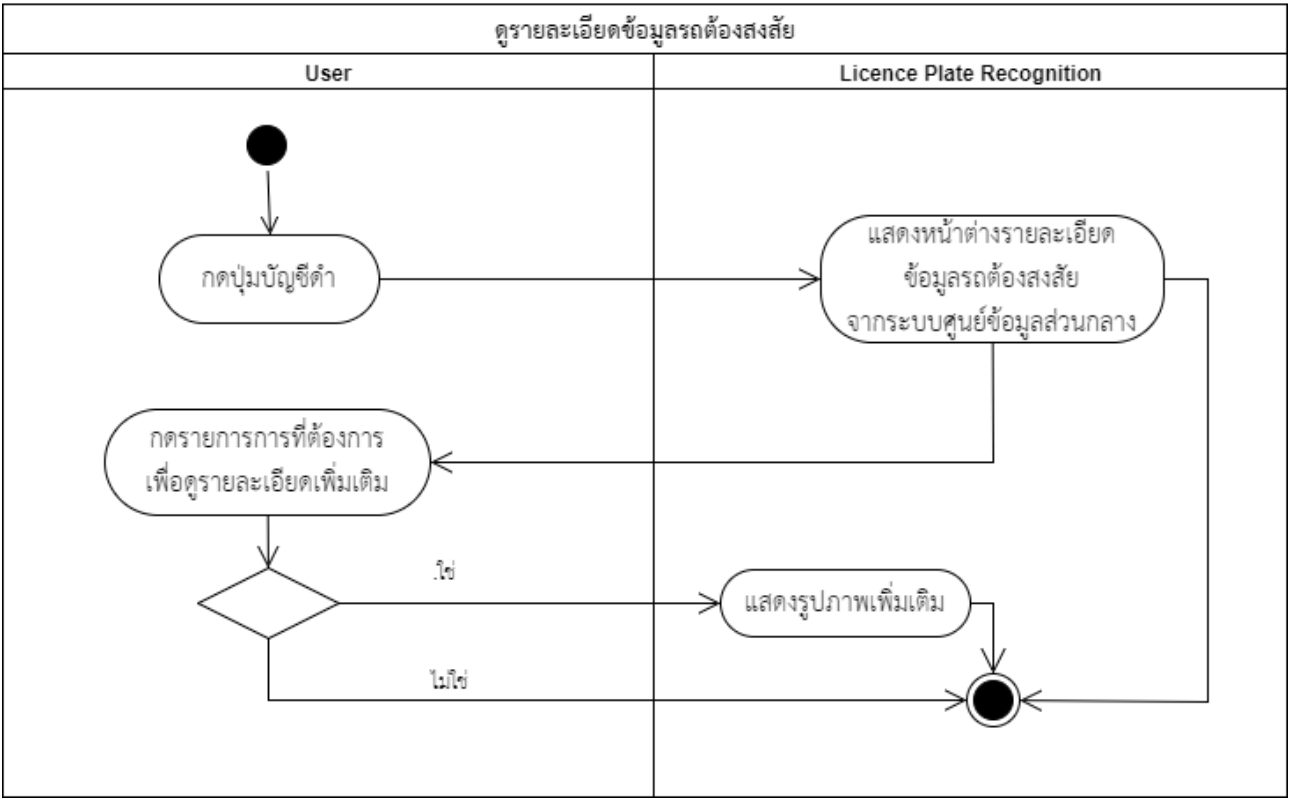 ดูรายละเอียดข้อมูลรถต้องสงสัย
User
Licence Plate Recognition
กดปุ่มบัญชีดำ
แสดงหน้าต่างรายละเอียด
ข้อมูลรถต้องสงสัย
จากระบบศูนย์ข้อมูลส่วนกลาง
กดรายการการที่ต้องการ
เพื่อดูรายละเอียดเพิ่มเติม
.ใช่
แสดงรูปภาพเพิ่มเติม
ไม่ใช่